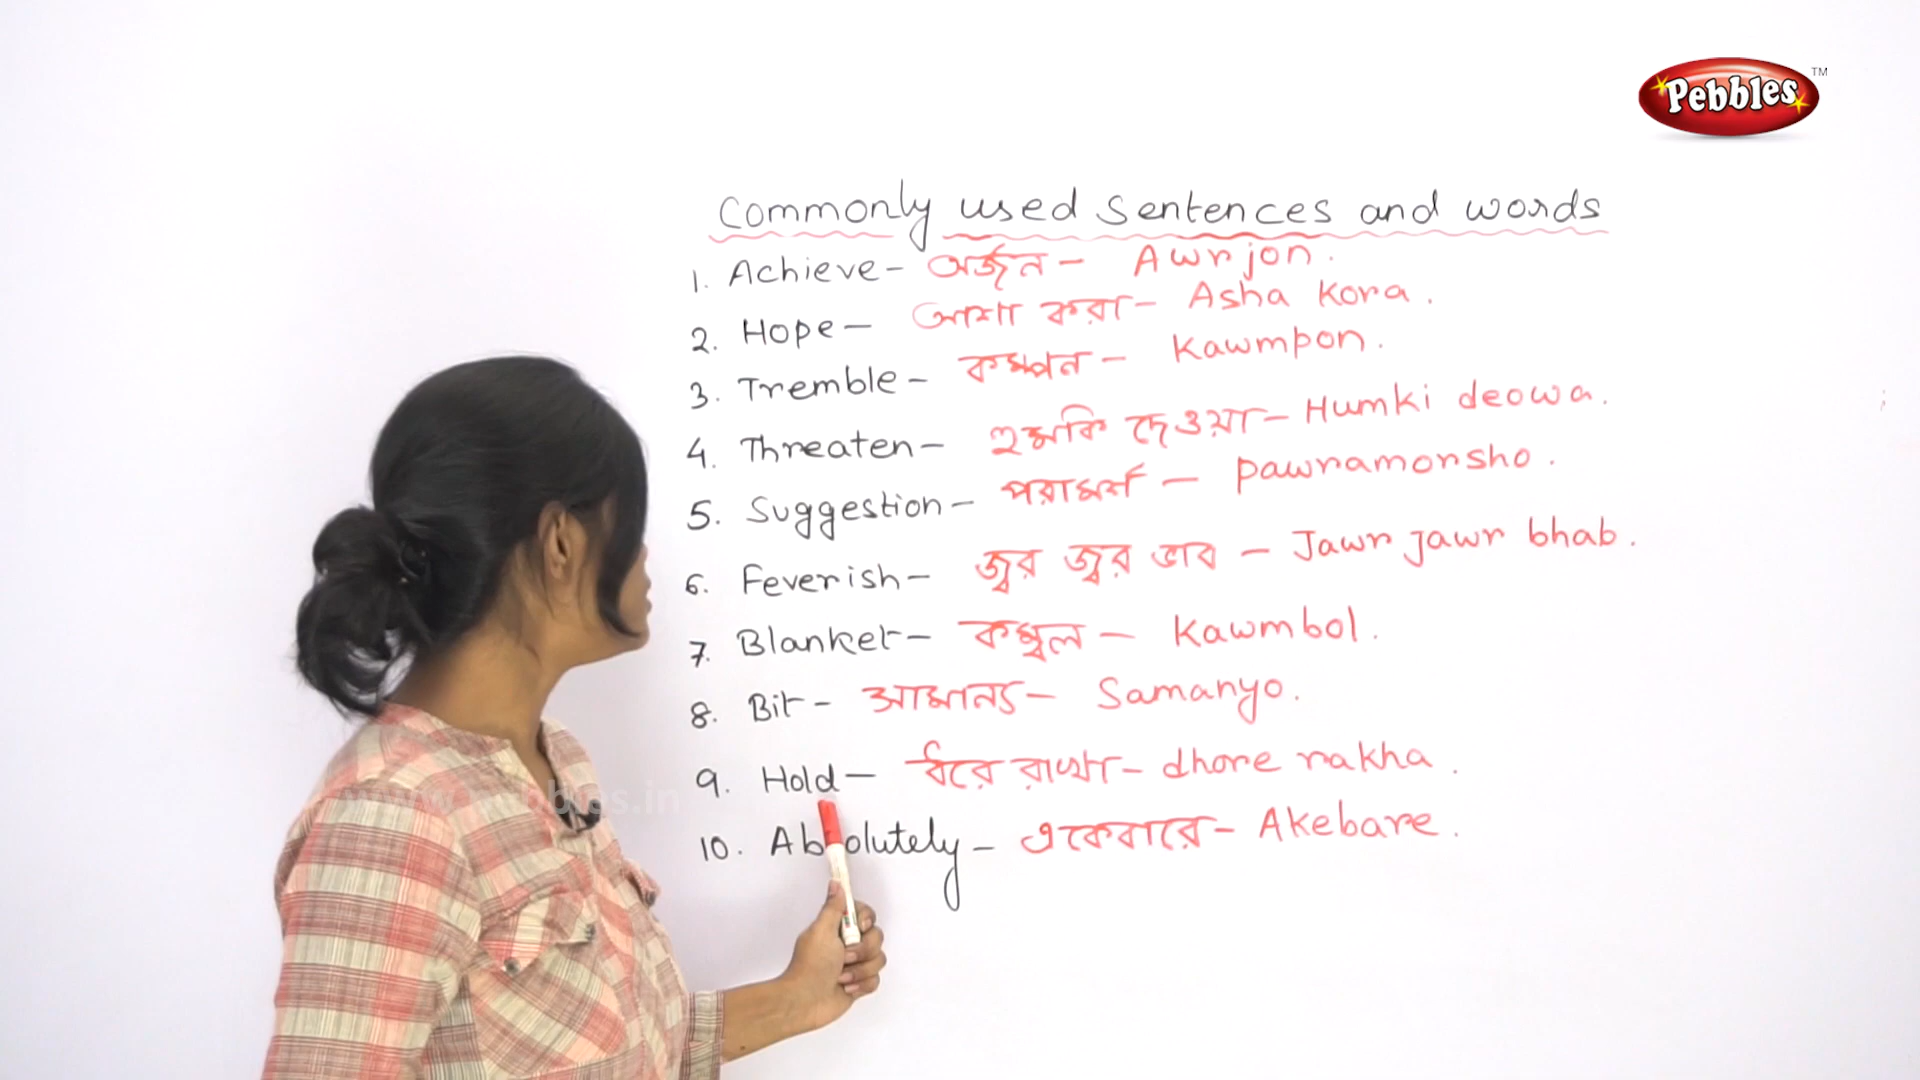 Pebbles TM
Commonly used sentences and words
1. Achieve - অর্জন - Awrjon.
2. Hope - আশা করা - Asha kora.
3. Tremble - কম্পন - Kawmpon.
4. Threaten - হুমকি দেওয়া - Humki deowa.
5. Suggestion - পরামর্শ - pawramorsho.
6. Feverish - জ্বর জ্বর ভাব - Jawr jawr bhab.
7. Blanket - কম্বল - Kawmbol.
8. Bit - সামান্য - Samanyo.
9. Hold - ধরে রাখা - dhore rakha.
10. Absolutely - একেবারে - Akebare.